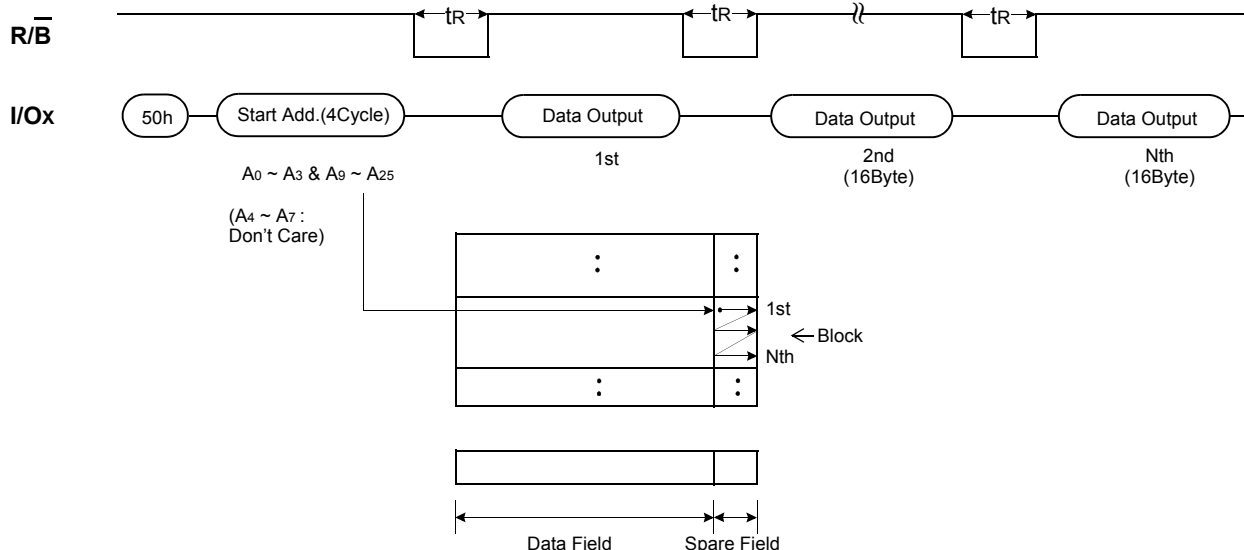 R/B tR tR ≈ tR
I/Ox 50h Start Add.(4Cycle) Data Output Data Output Data Output
1st 2nd Nth
(16Byte) (16Byte)
A0 ~ A3 & A9 ~ A25
(A4 ~ A7 :
Don't Care)
1st
Block
Nth
Data Field Spare Field